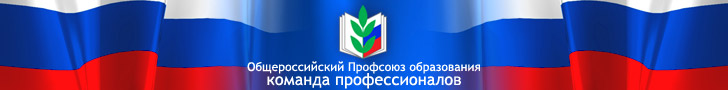 Общероссийский Профсоюз образования
команда профессионалов